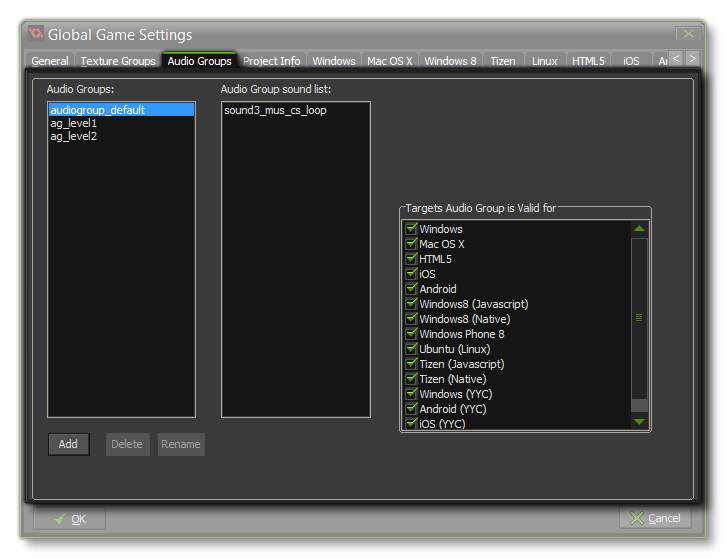 Global Game Settings
General Texture Groups Audio Groups Project Info Windows Mac OS X Windows 8 Tizen Linux HTML5 iOS
Audio Groups:
Audio Group sound list:
audiogroup_default
ag_level1
ag_level2
sound3_mus_cs_loop
Targets Audio Group is Valid for
Windows
Mac OS X
HTML5
iOS
Android
Windows8 (Javascript)
Windows8 (Native)
Windows Phone 8
Ubuntu (Linux)
Tizen (Javascript)
Tizen (Native)
Windows (YYC)
Android (YYC)
iOS (YYC)
Add Delete Rename
OK Cancel